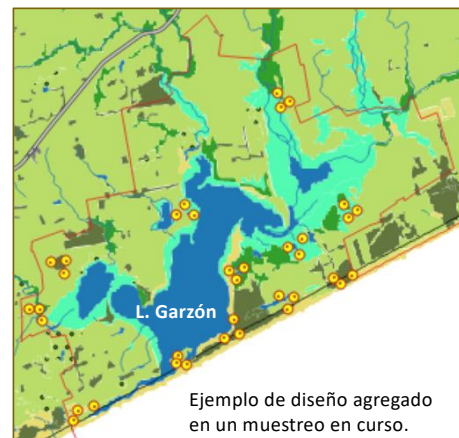 L. Garzón
Ejemplo de diseño agregado
en un muestreo en curso.